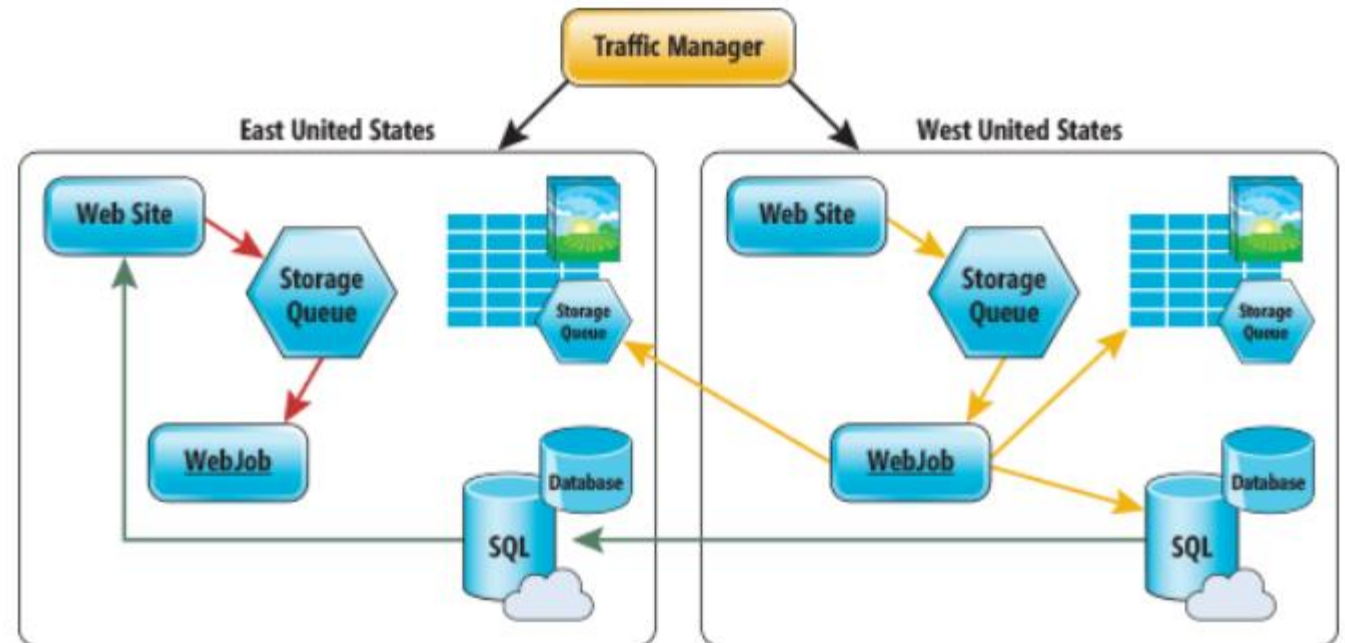 Traffic Manager
East United States
West United States
Web Site
Storage
Queue
Storage
Queue
WebJob
Database
SQL
Web Site
Storage
Queue
Storage
Queue
WebJob
Database
SQL